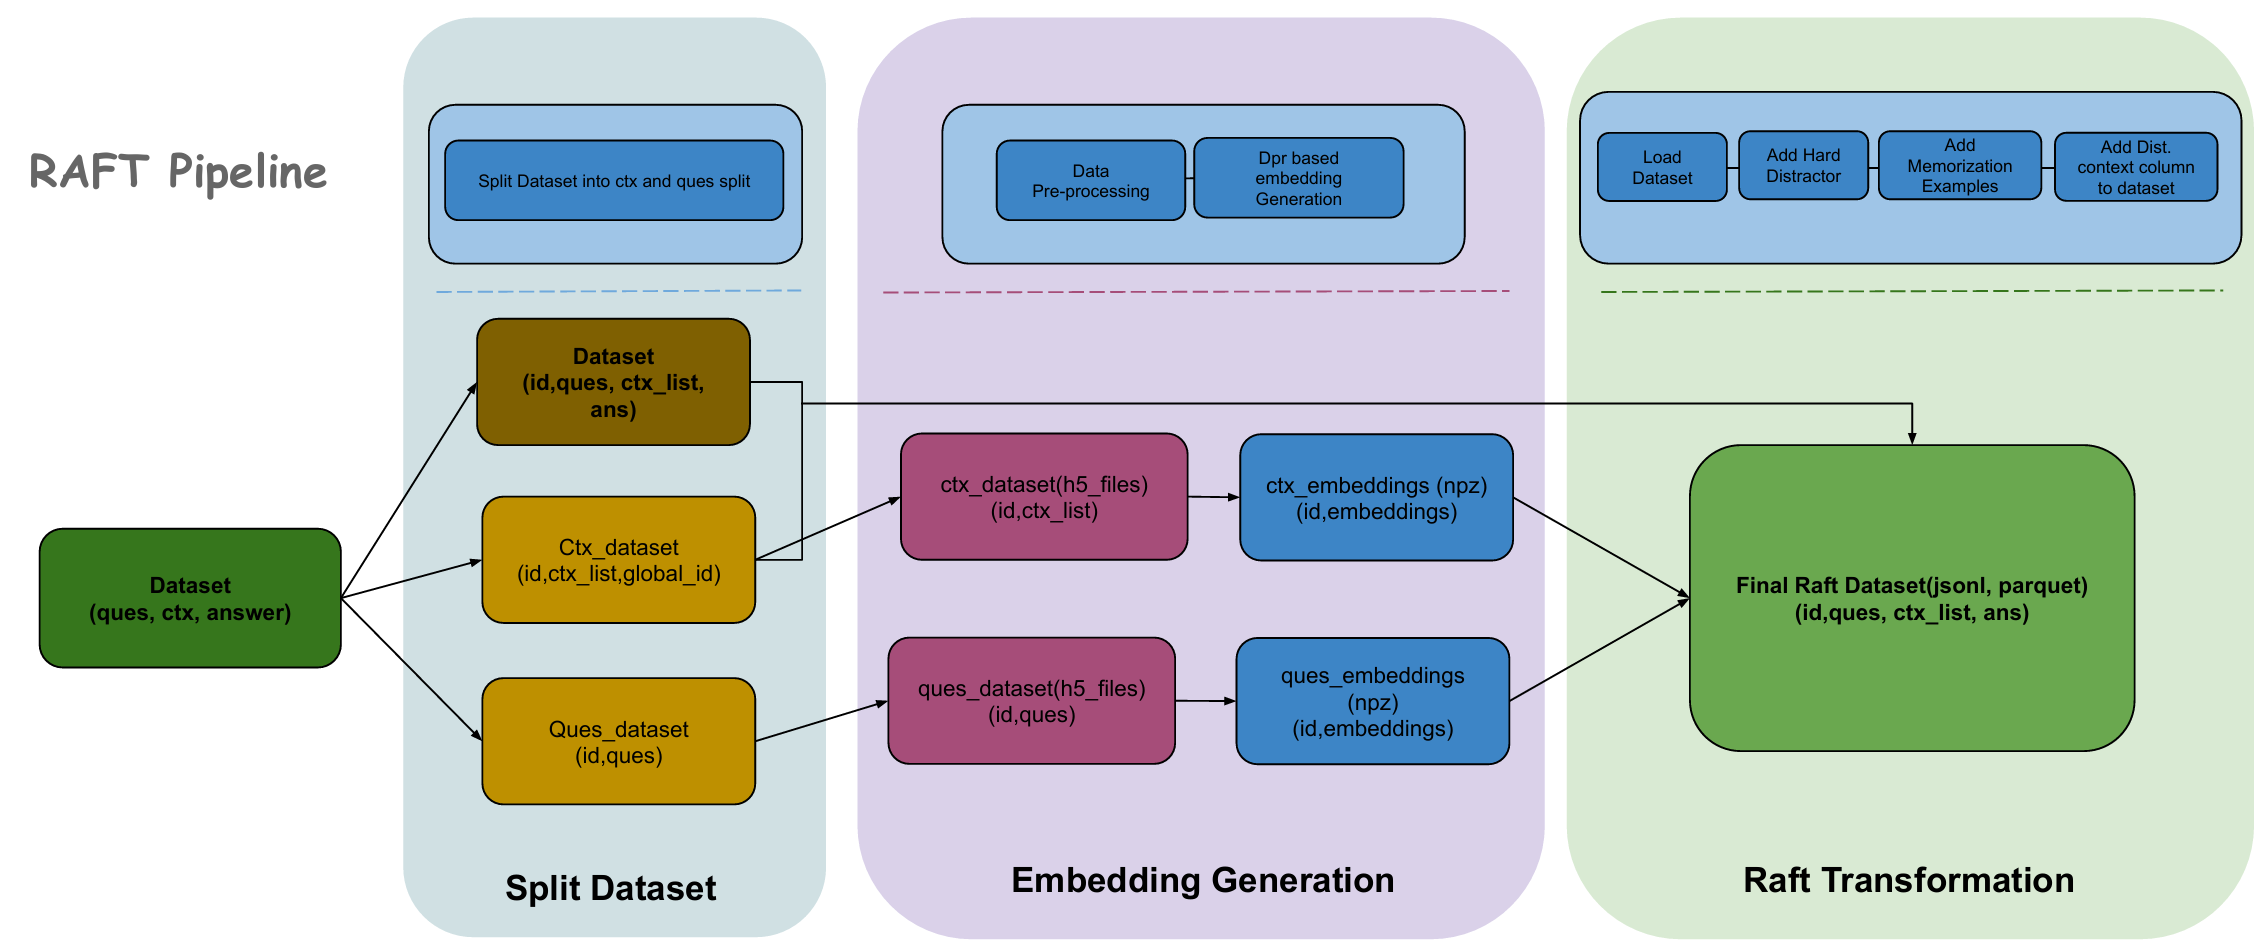 RAFT Pipeline
Split Dataset into ctx and ques split
Data
Pre-processing
Dpr based
embedding
Generation
Load
Dataset
Add Hard
Distractor
Add
Memorization
Examples
Add Dist.
context column
to dataset
Dataset
(ques, ctx, answer)
Dataset
(id,ques, ctx_list,
ans)
Ctx_dataset
(id,ctx_list,global_id)
Ques_dataset
(id,ques)
ctx_dataset(h5_files)
(id,ctx_list)
ctx_embeddings (npz)
(id,embeddings)
ques_dataset(h5_files)
(id,ques)
ques_embeddings
(npz)
(id,embeddings)
Final Raft Dataset(jsonl, parquet)
(id,ques, ctx_list, ans)
Split Dataset
Embedding Generation
Raft Transformation